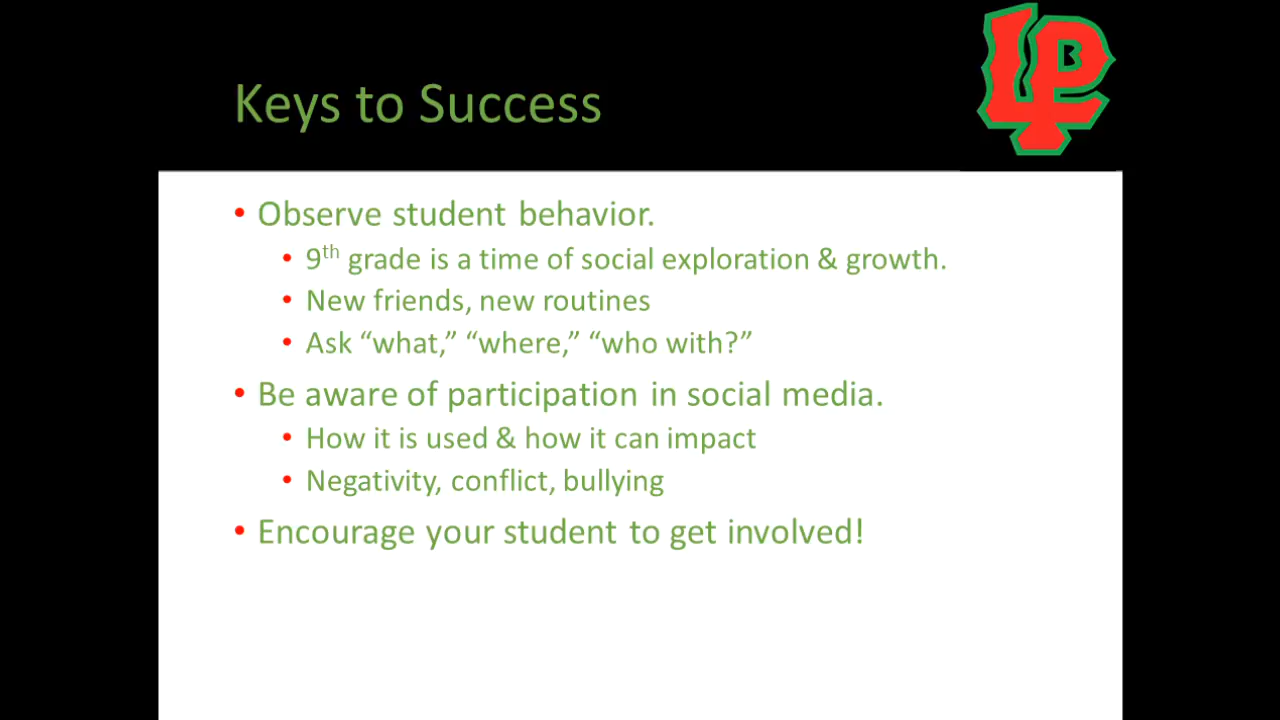 Keys to Success
LPB
• Observe student behavior.
• 9th grade is a time of social exploration & growth.
• New friends, new routines
• Ask “what,” “where,” “who with?”
• Be aware of participation in social media.
• How it is used & how it can impact
• Negativity, conflict, bullying
• Encourage your student to get involved!